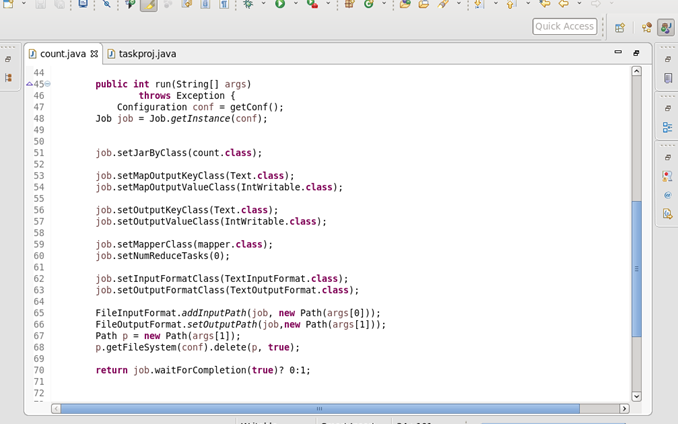 Quick Access
count.java
taskproj.java
44
45 public int run(String[] args)
46 throws Exception {
47 Configuration conf = getConf();
48 Job job = Job.getInstance(conf);
49
50
51 job.setJarByClass(count.class);
52
53 job.setMapOutputKeyClass(Text.class);
54 job.setMapOutputValueClass(IntWritable.class);
55
56 job.setOutputKeyClass(Text.class);
57 job.setOutputValueClass(IntWritable.class);
58
59 job.setMapperClass(mapper.class);
60 job.setNumReduceTasks(0);
61
62 job.setInputFormatClass(TextInputFormat.class);
63 job.setOutputFormatClass(TextOutputFormat.class);
64
65 FileInputFormat.addInputPath(job, new Path(args[0]));
66 FileOutputFormat.setOutputPath(job,new Path(args[1]));
67 Path p = new Path(args[1]);
68 p.getFileSystem(conf).delete(p, true);
69
70 return job.waitForCompletion(true)? 0:1;
71
72